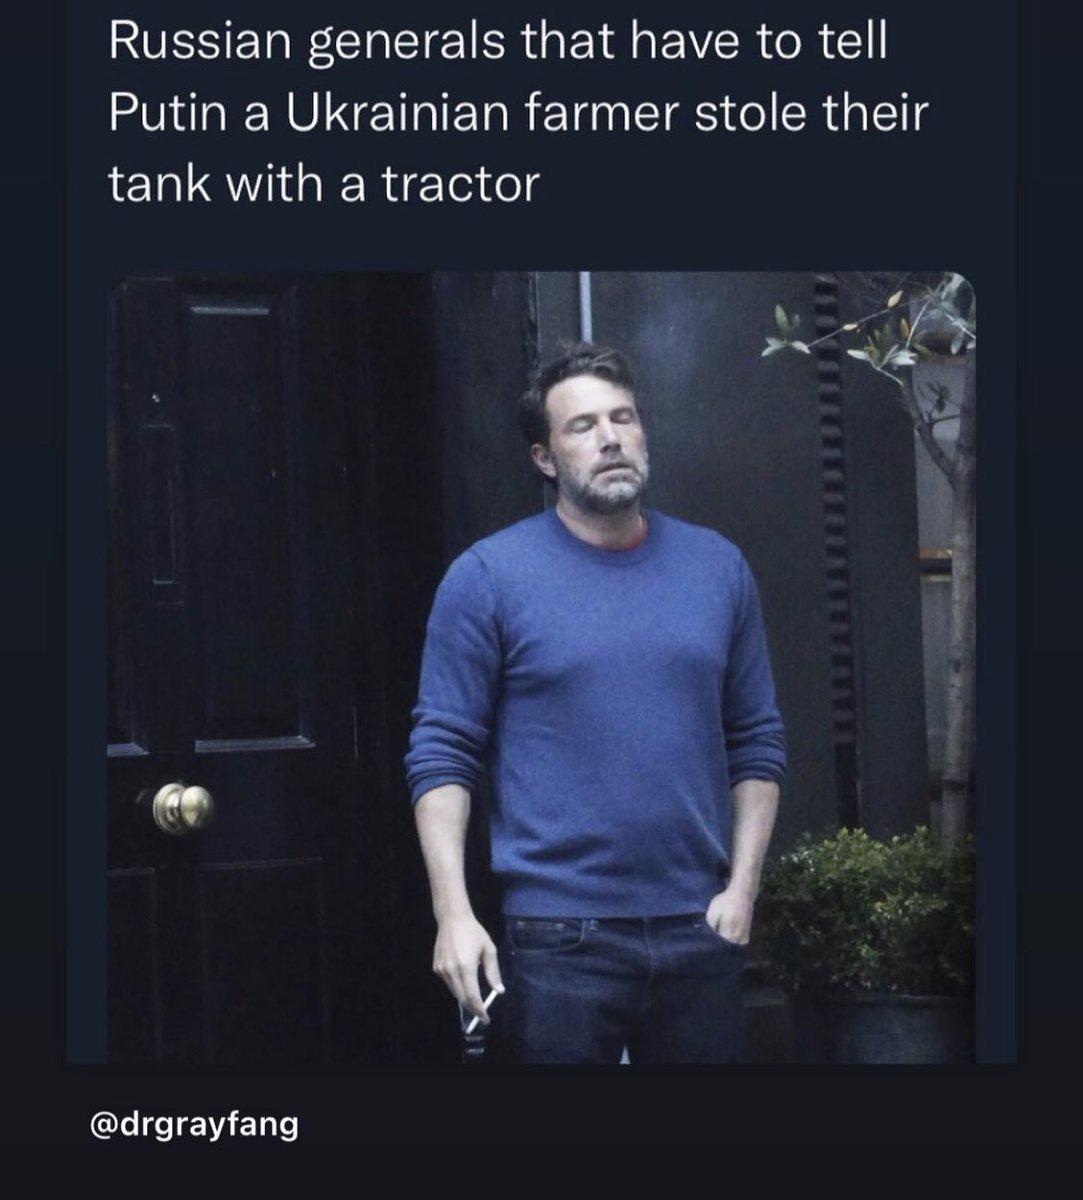 Russian generals that have to tell
Putin a Ukrainian farmer stole their
tank with a tractor
@drgrayfang